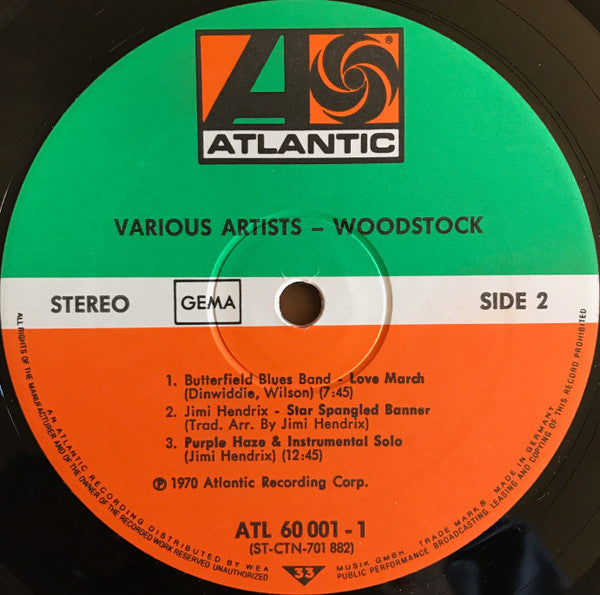 ATLANTIC
VARIOUS ARTISTS – WOODSTOCK
STEREO
GEMA
SIDE 2
1. Butterfield Blues Band - Love March
(Dinwiddie, Wilson) (7:45)
2. Jimi Hendrix - Star Spangled Banner
(Trad. Arr. By Jimi Hendrix)
3. Purple Haze & Instrumental Solo
(Jimi Hendrix) (12:45)
℗ 1970 Atlantic Recording Corp.
ATL 60 001 - 1
(ST-CTN-701 882)
ALL RIGHTS OF THE MANUFACTURER AND OF THE OWNER OF THE RECORDED WORK RESERVED. UNAUTHORIZED
AN ATLANTIC RECORDING DISTRIBUTED BY WEA
33
MUSIK GMBH. TRADE MARK® MADE IN GERMANY.
PUBLIC PERFORMANCE BROADCASTING, LEASING AND COPYING OF THIS RECORD PROHIBITED